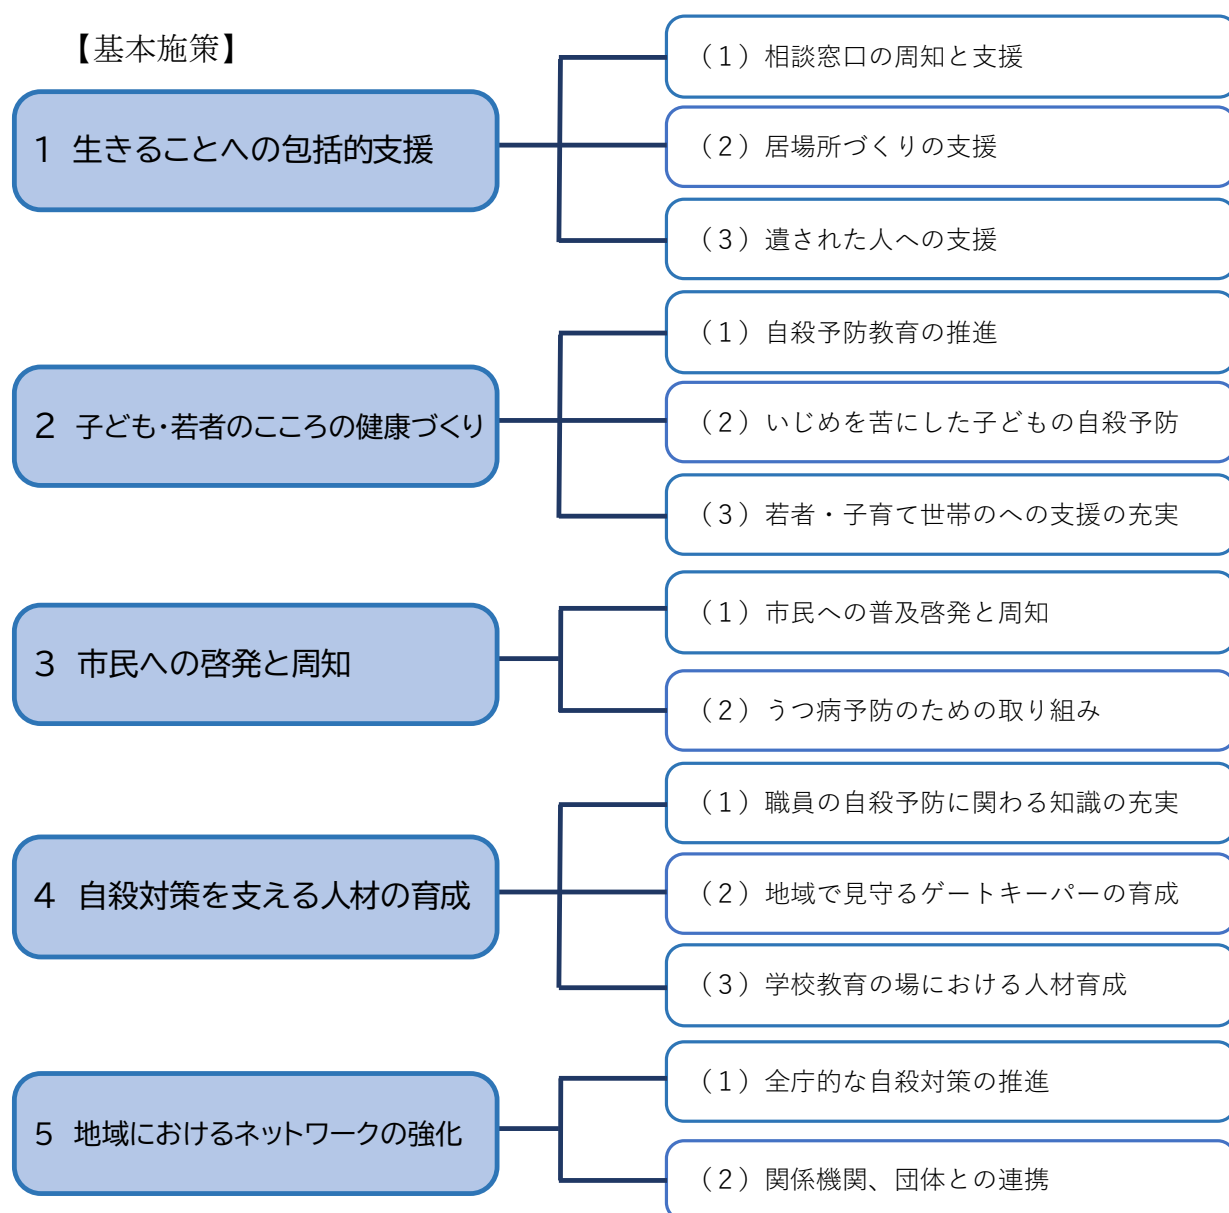 【基本施策】
1 生きることへの包括的支援
（1）相談窓口の周知と支援
（2）居場所づくりの支援
（3）遺された人への支援
2 子ども・若者のこころの健康づくり
（1）自殺予防教育の推進
（2）いじめを苦にした子どもの自殺予防
（3）若者・子育て世帯のへの支援の充実
3 市民への啓発と周知
（1）市民への普及啓発と周知
（2）うつ病予防のための取り組み
4 自殺対策を支える人材の育成
（1）職員の自殺予防に関わる知識の充実
（2）地域で見守るゲートキーパーの育成
（3）学校教育の場における人材育成
5 地域におけるネットワークの強化
（1）全庁的な自殺対策の推進
（2）関係機関、団体との連携